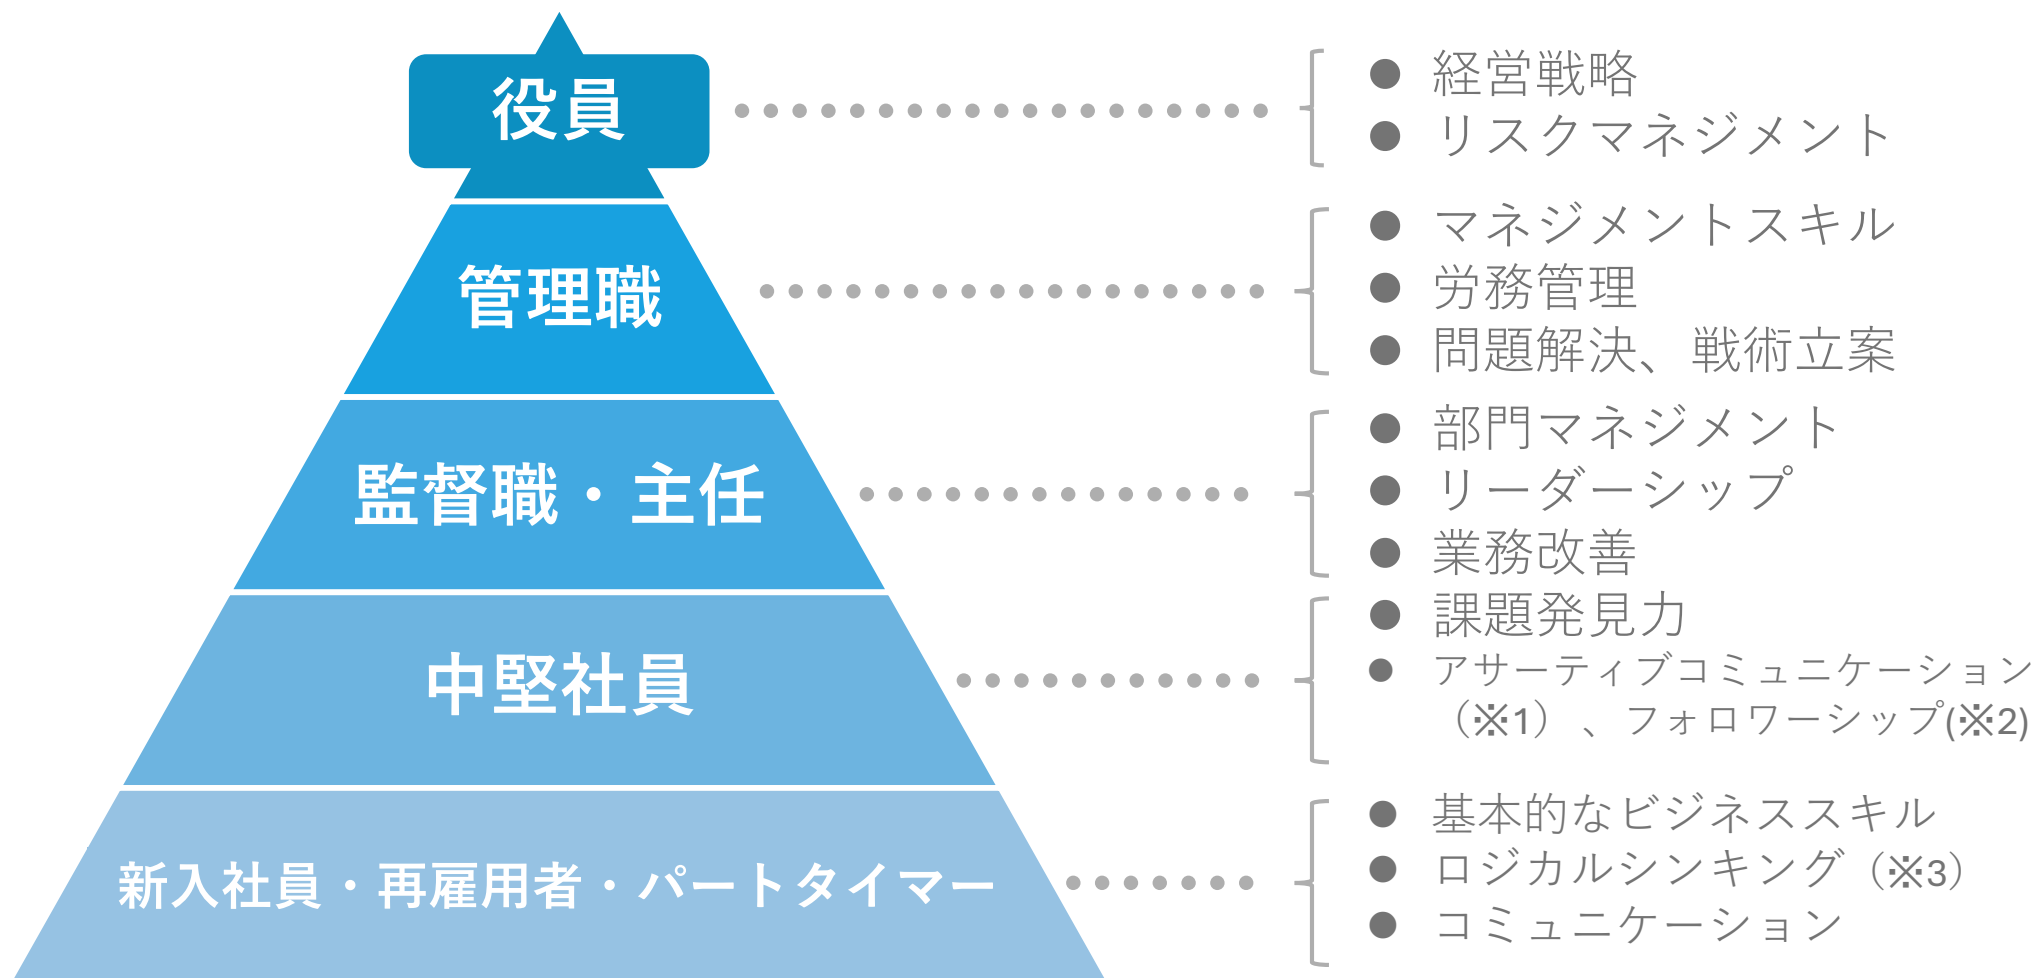 役員
● 経営戦略
● リスクマネジメント
管理職
● マネジメントスキル
● 労務管理
● 問題解決、戦術立案
監督職・主任
● 部門マネジメント
● リーダーシップ
● 業務改善
中堅社員
● 課題発見力
● アサーティブコミュニケーション
（※1）、フォロワーシップ(※2)
新入社員・再雇用者・パートタイマー
● 基本的なビジネススキル
● ロジカルシンキング（※3）
● コミュニケーション